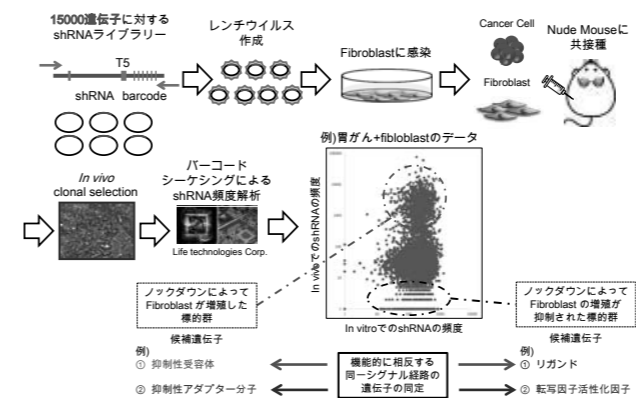 15000遺伝子に対する
shRNAライブラリー
T5
shRNA barcode
レンチウイルス
作成
Fibroblastに感染
Cancer Cell
Fibroblast
Nude Mouseに
共接種
In vivo
clonal selection
バーコード
シーケシングによる
shRNA頻度解析
Life technologies Corp.
例)胃がん+fibloblastのデータ
In vivoでのshRNAの頻度
In vitroでのshRNAの頻度
ノックダウンによって
Fibroblast が増殖した
標的群
ノックダウンによって
Fibroblast の増殖が
抑制された標的群
候補遺伝子
例)
① 抑制性受容体
② 抑制性アダプター分子
機能的に相反する
同一シグナル経路の
遺伝子の同定
候補遺伝子
例)
① リガンド
② 転写因子活性化因子